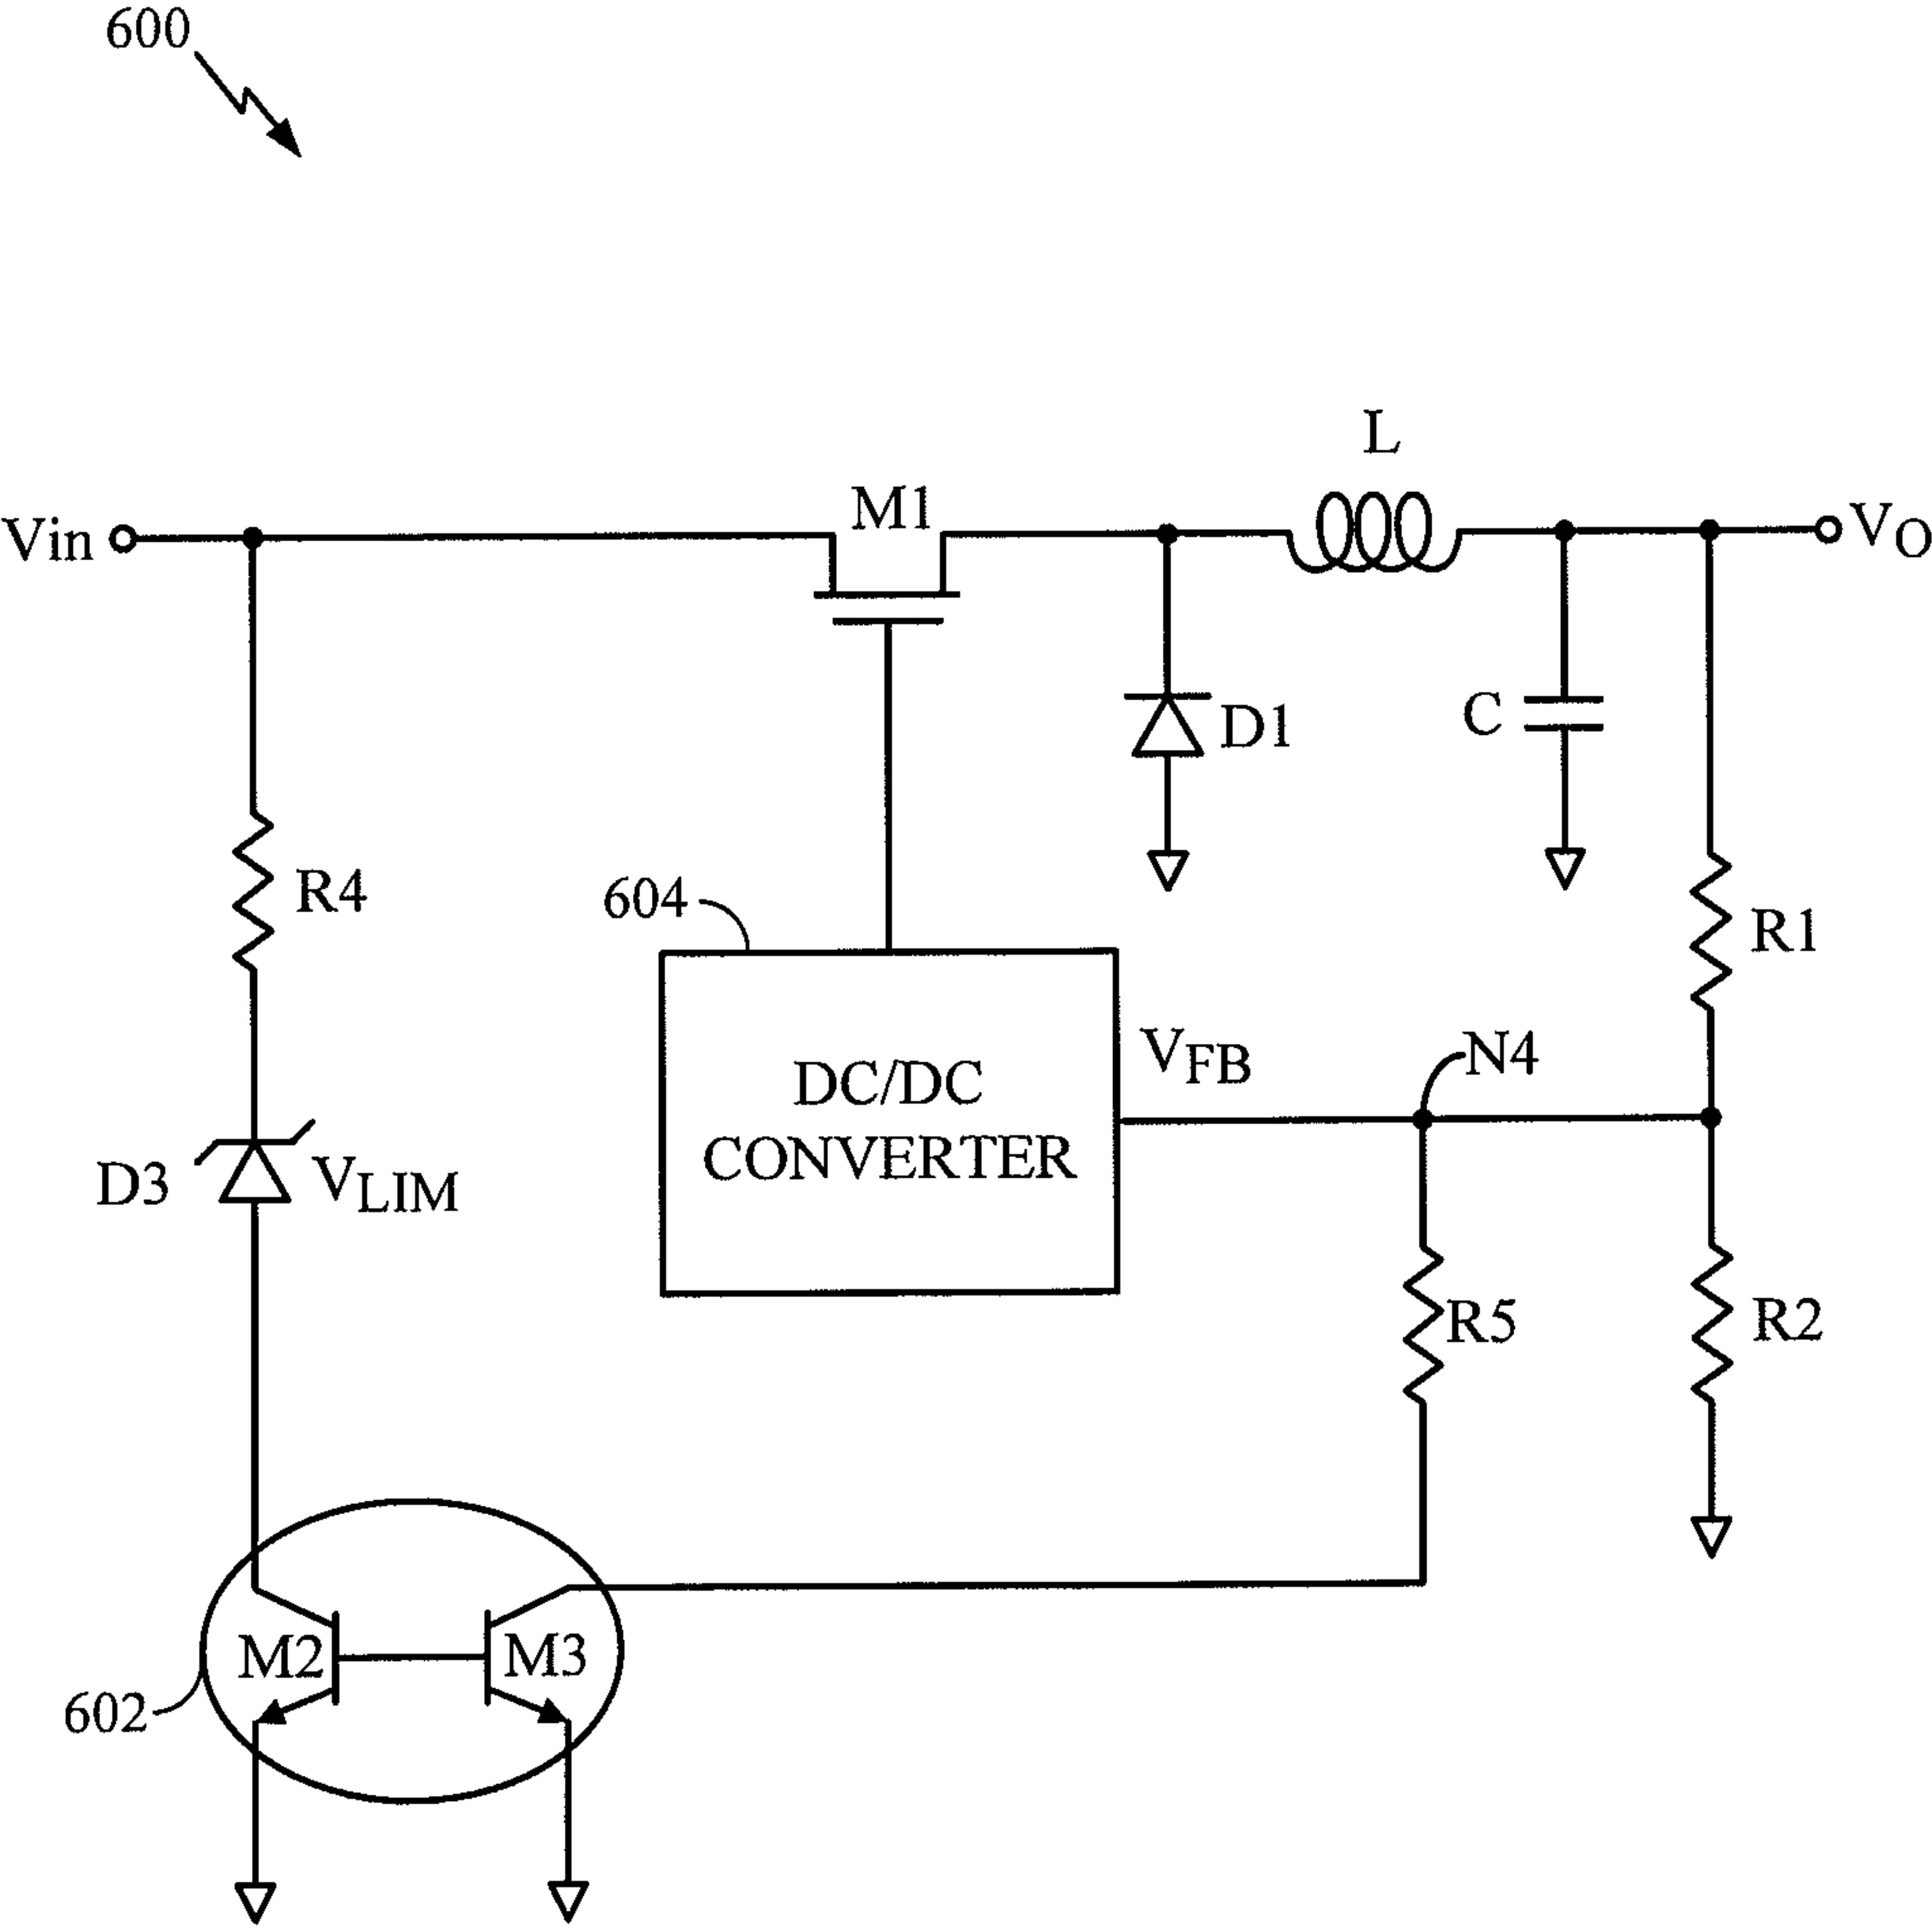 600
L
M1
Vin
VO
D1
C
R4
604
R1
VFB
N4
DC/DC
CONVERTER
D3
VLIM
R5
R2
M2
M3
602